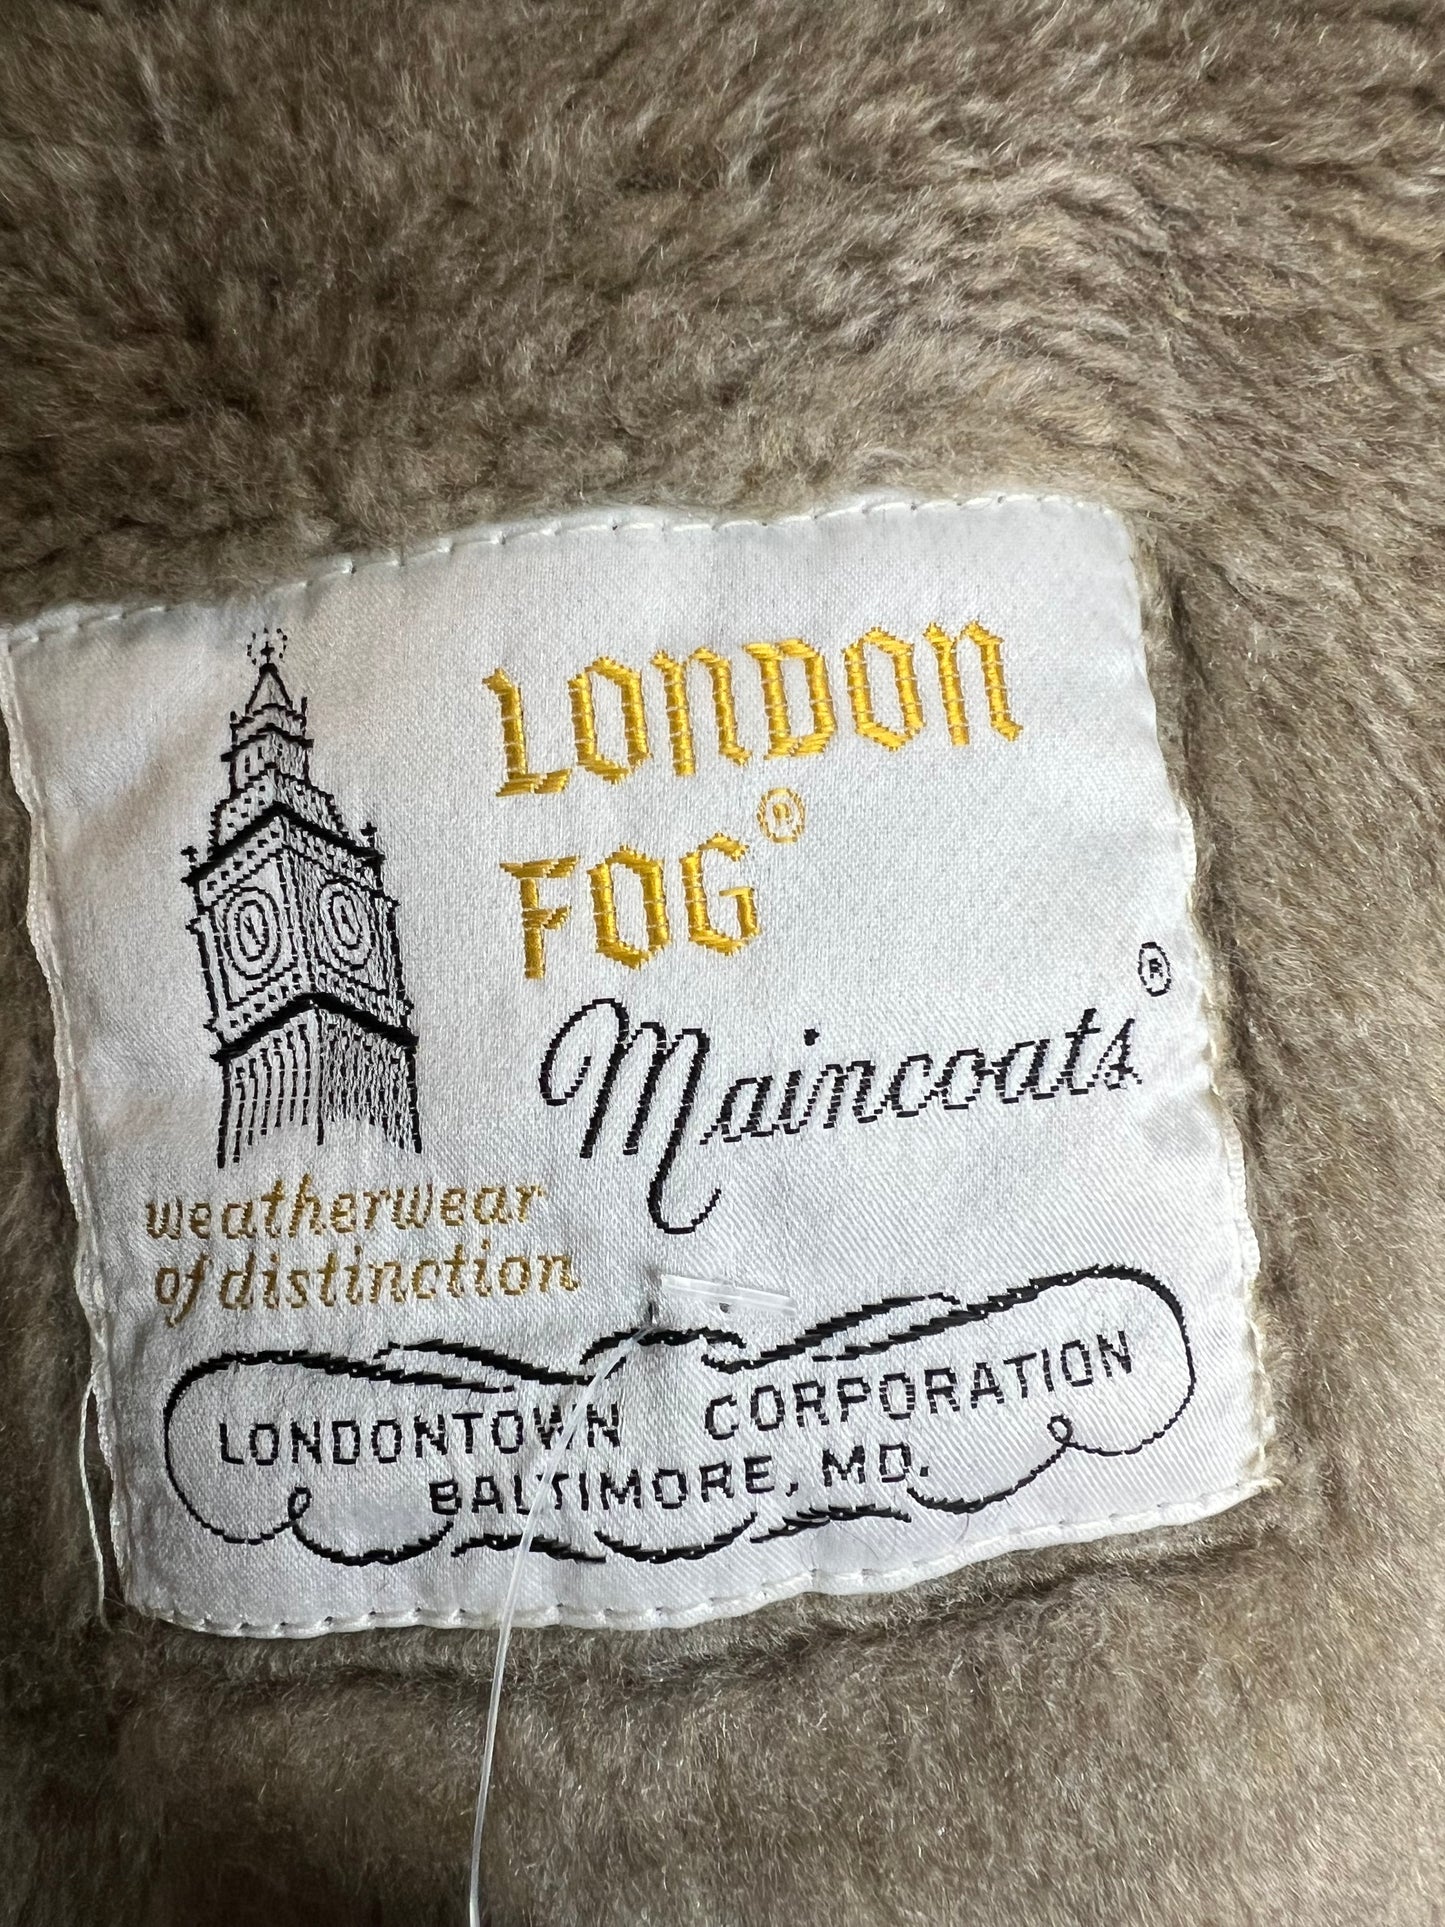 LONDON
FOG®
Maincoats®
weatherwear
of distinction
LONDONTOWN CORPORATION
BALTIMORE, MD.